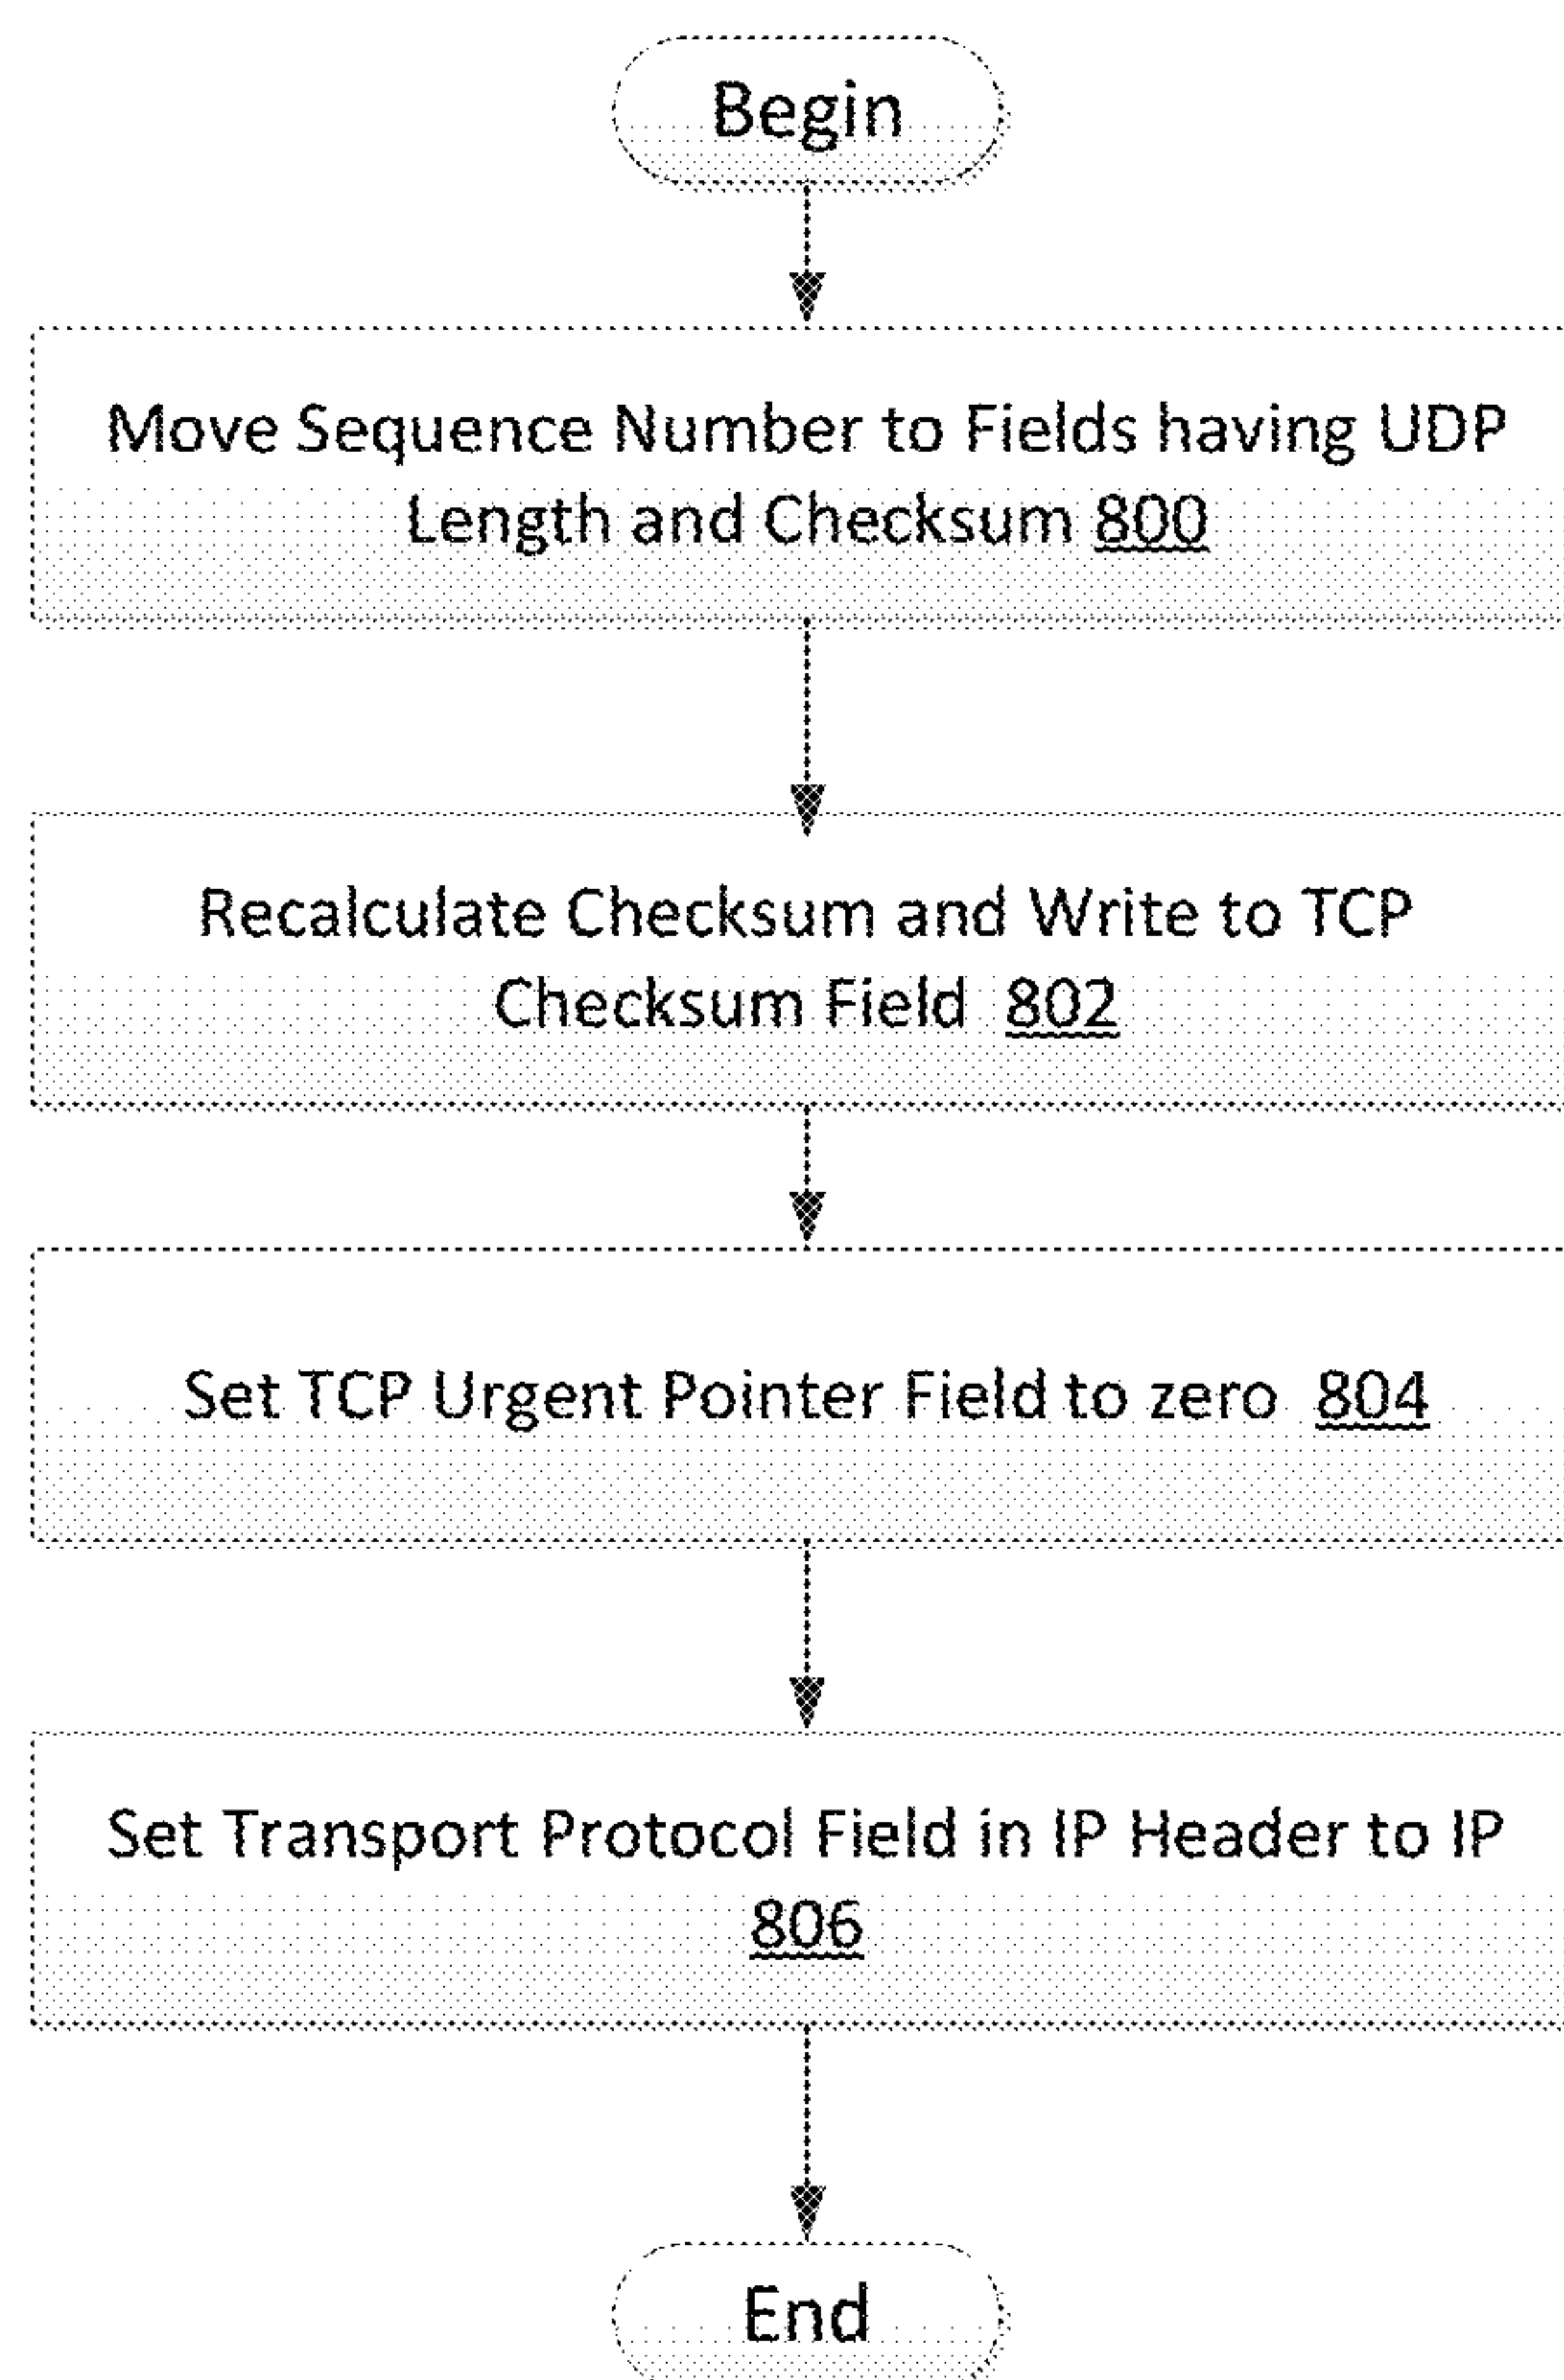 Begin
Move Sequence Number to Fields having UDP
Length and Checksum 800
Recalculate Checksum and Write to TCP
Checksum Field 802
Set TCP Urgent Pointer Field to zero 804
Set Transport Protocol Field in IP Header to IP
806
End